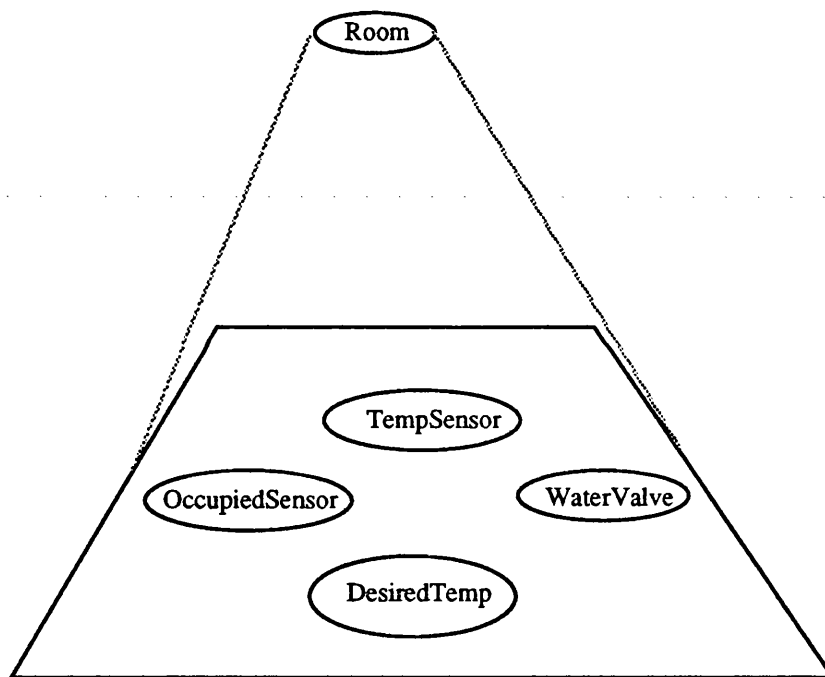 Room
TempSensor
OccupiedSensor
WaterValve
DesiredTemp